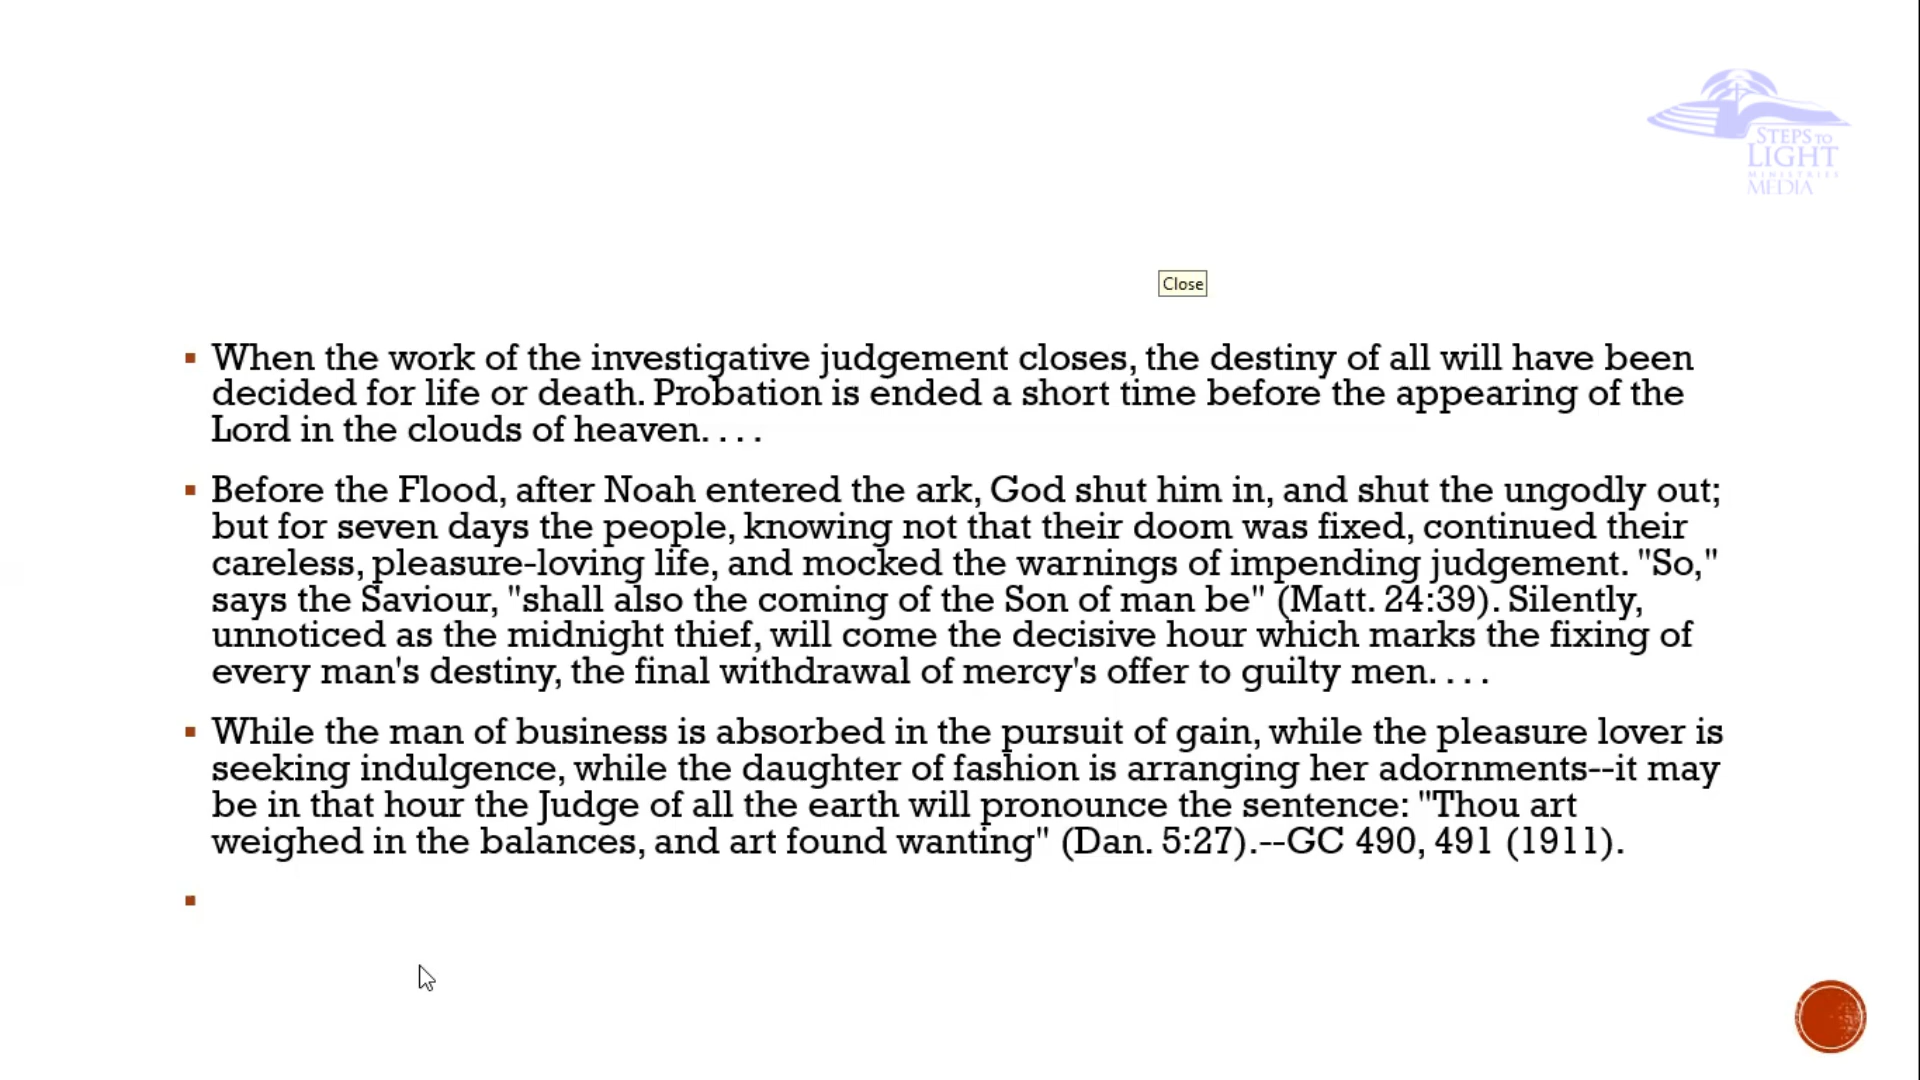 STEPS TO
LIGHT
MINISTRIES
MEDIA
Close
When the work of the investigative judgement closes, the destiny of all will have been
decided for life or death. Probation is ended a short time before the appearing of the
Lord in the clouds of heaven. . . .
Before the Flood, after Noah entered the ark, God shut him in, and shut the ungodly out;
but for seven days the people, knowing not that their doom was fixed, continued their
careless, pleasure-loving life, and mocked the warnings of impending judgement. "So,"
says the Saviour, "shall also the coming of the Son of man be" (Matt. 24:39). Silently,
unnoticed as the midnight thief, will come the decisive hour which marks the fixing of
every man's destiny, the final withdrawal of mercy's offer to guilty men. . . .
While the man of business is absorbed in the pursuit of gain, while the pleasure lover is
seeking indulgence, while the daughter of fashion is arranging her adornments--it may
be in that hour the Judge of all the earth will pronounce the sentence: "Thou art
weighed in the balances, and art found wanting" (Dan. 5:27).--GC 490, 491 (1911).